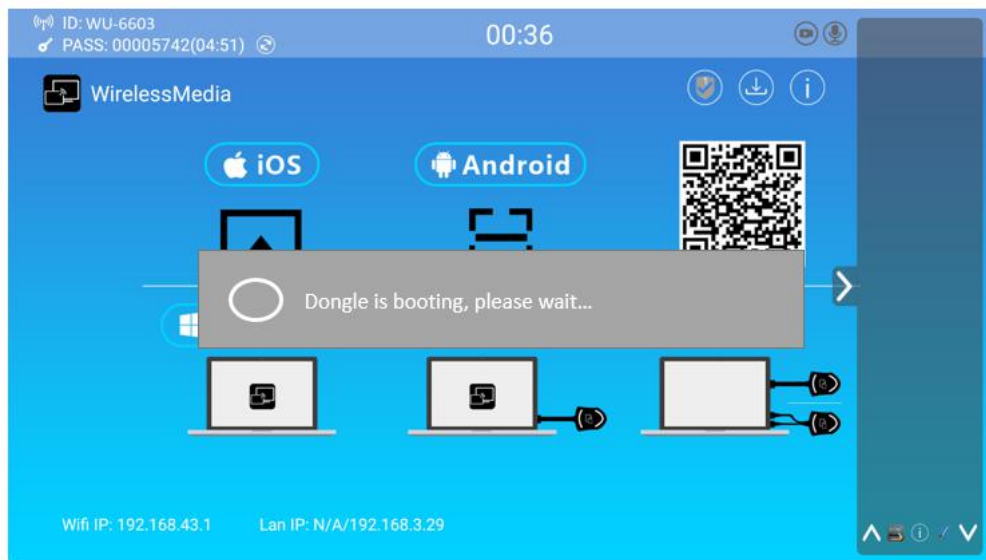 ID: WU-6603
PASS: 00005742(04:51)
00:36
WirelessMedia
iOS
Android
Dongle is booting, please wait...
Wifi IP: 192.168.43.1 Lan IP: N/A/192.168.3.29